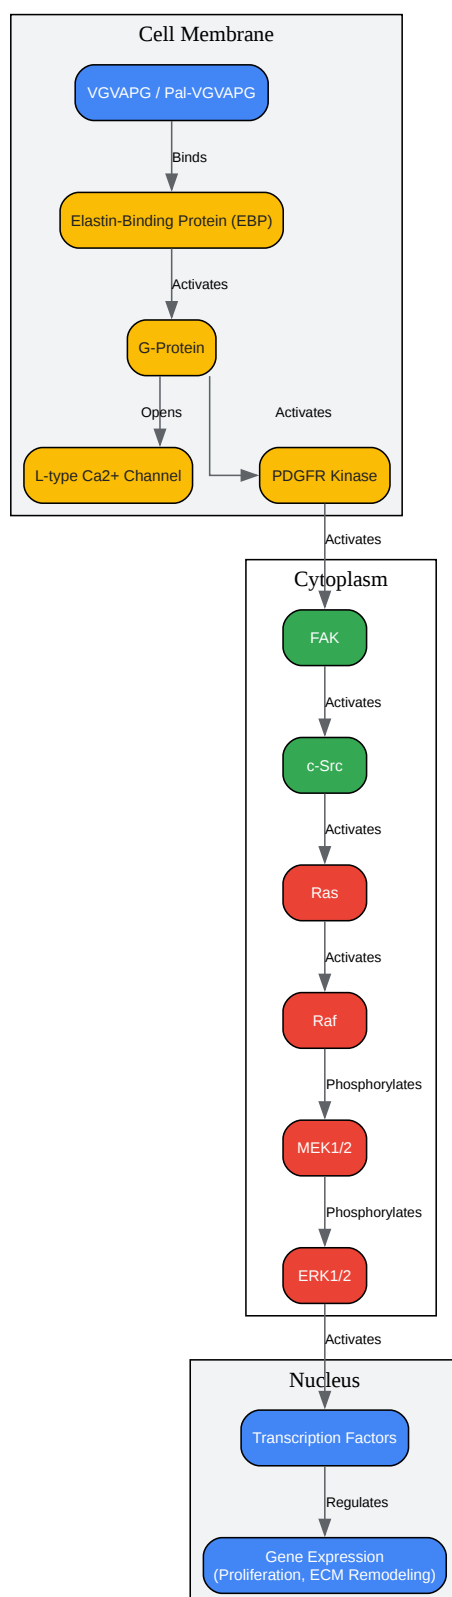 Cell Membrane
VGVAPG / Pal-VGVAPG
Binds
Elastin-Binding Protein (EBP)
Activates
G-Protein
Opens
Activates
L-type Ca2+ Channel
PDGFR Kinase
Activates
Cytoplasm
FAK
Activates
c-Src
Activates
Ras
Activates
Raf
Phosphorylates
MEK1/2
Phosphorylates
ERK1/2
Activates
Nucleus
Transcription Factors
Regulates
Gene Expression
(Proliferation, ECM Remodeling)